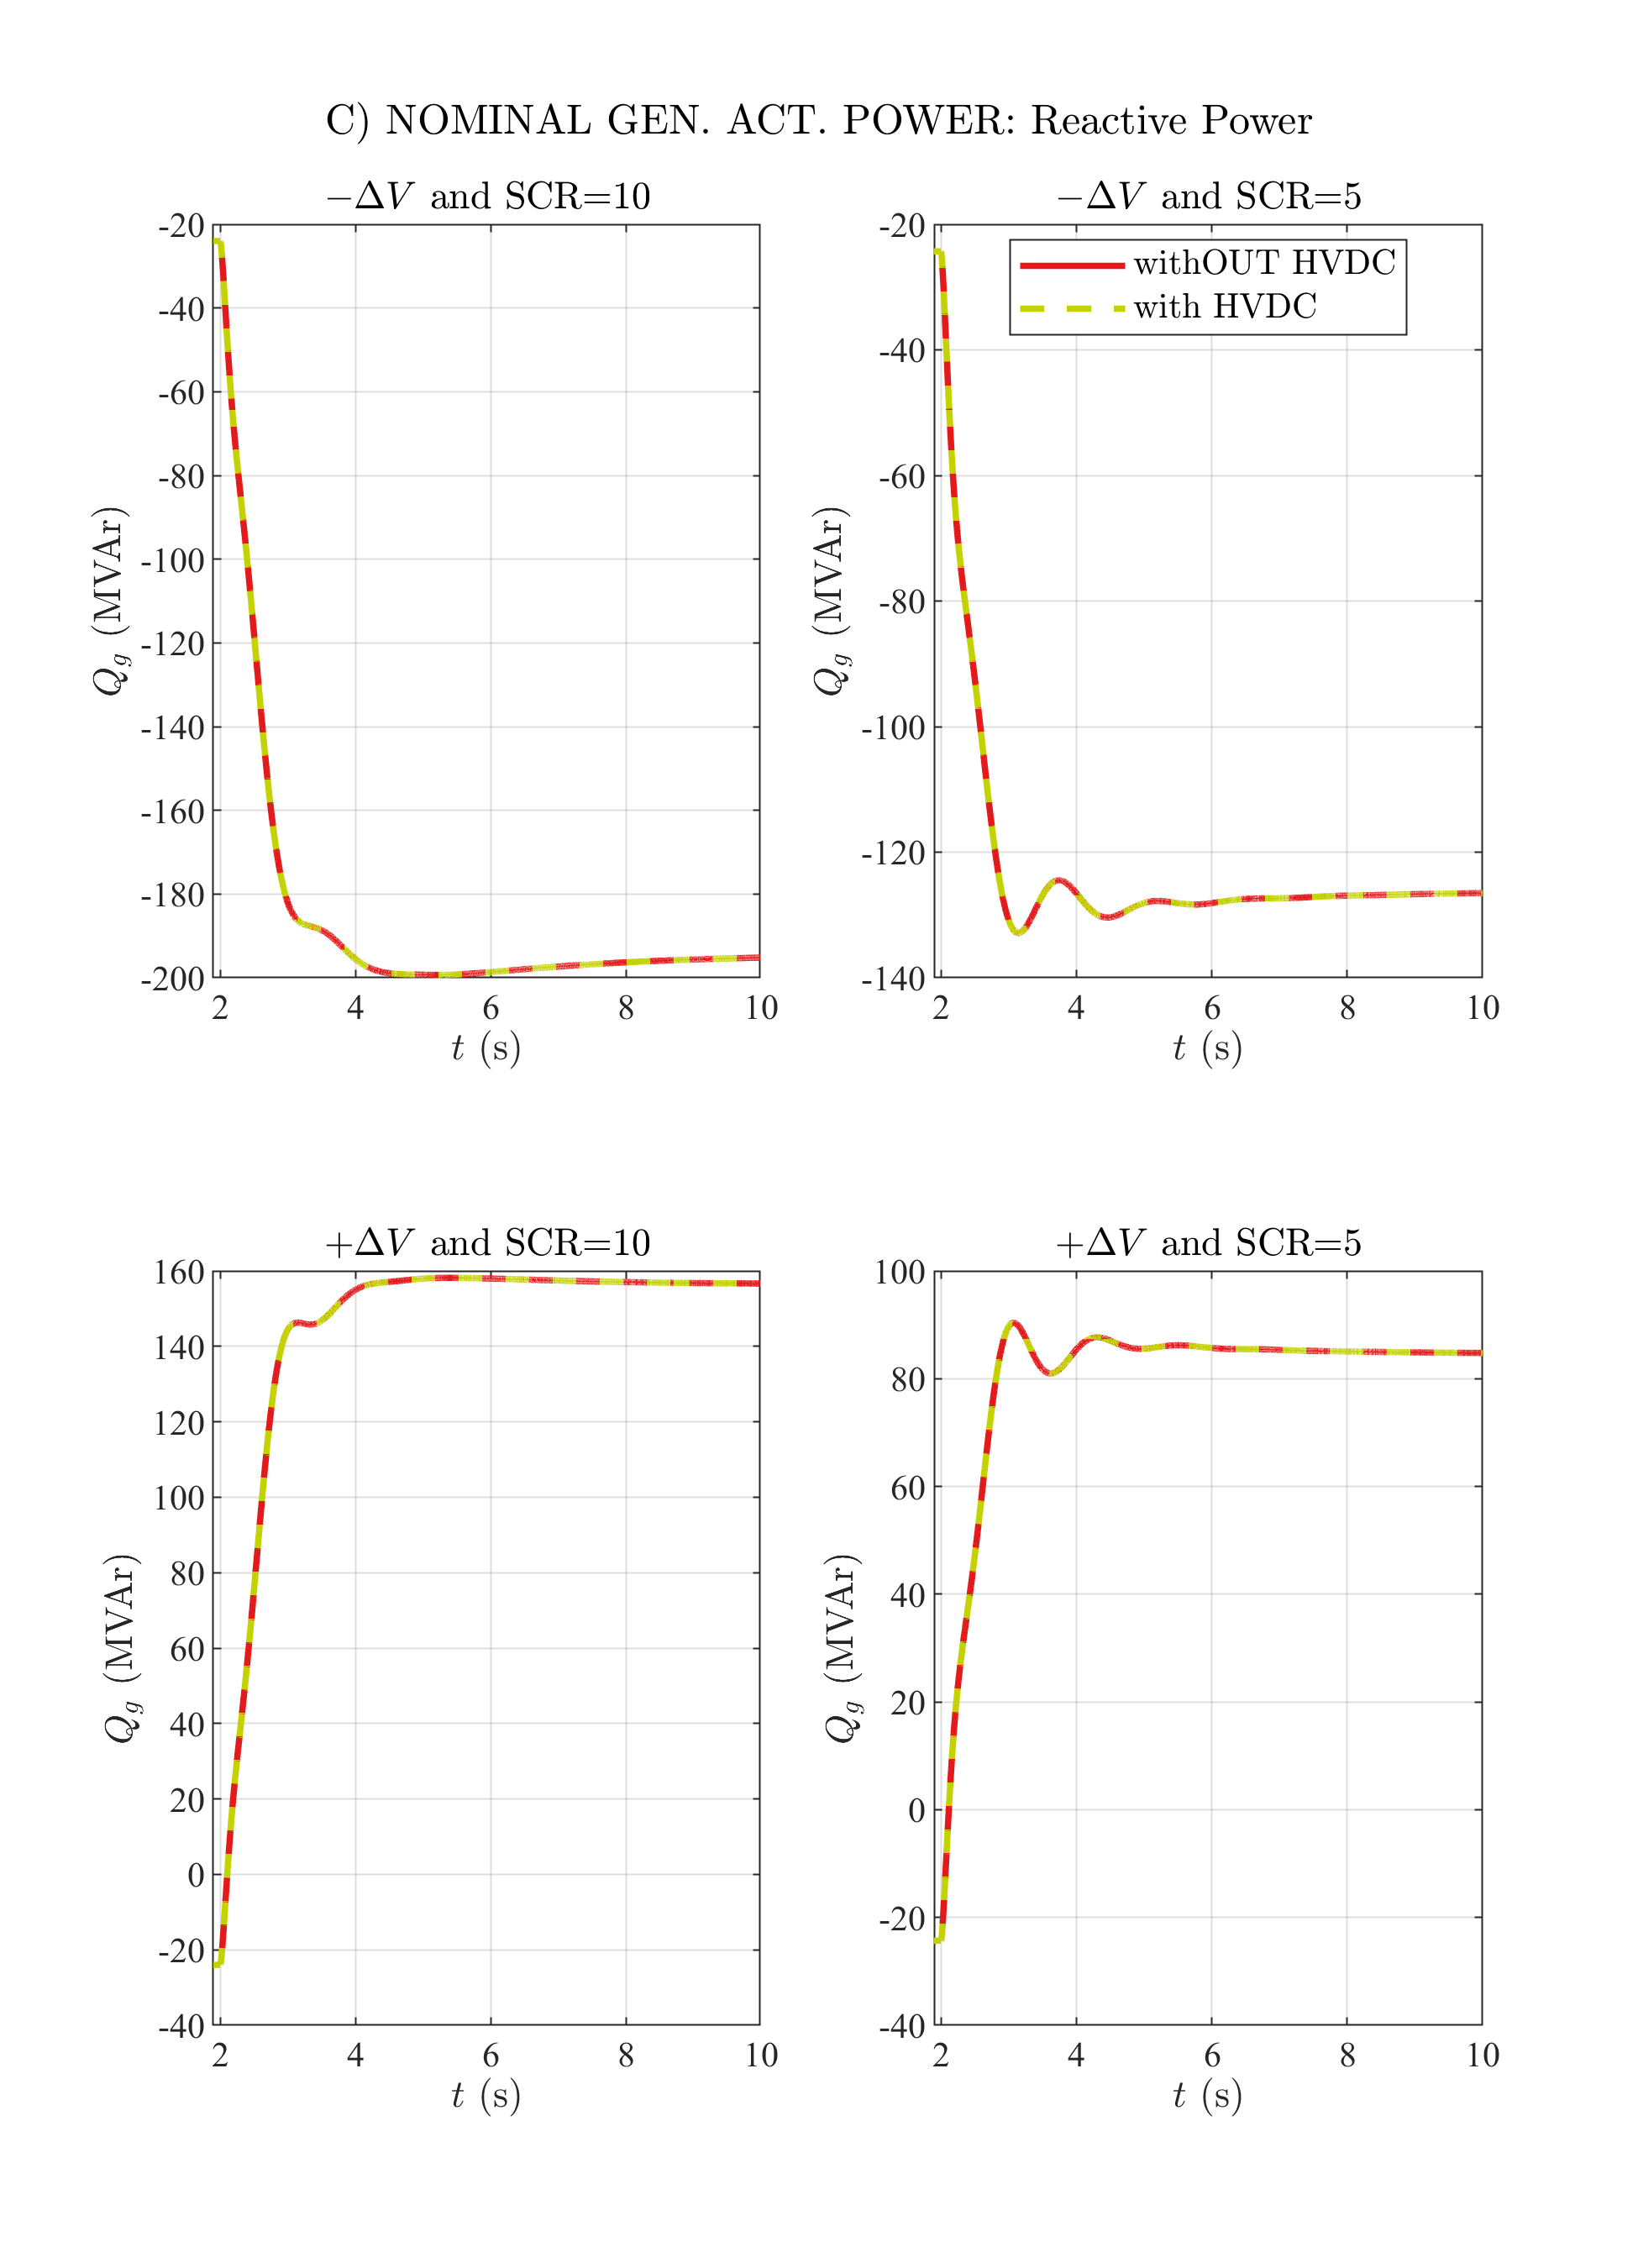 C) NOMINAL GEN. ACT. POWER: Reactive Power
−ΔV and SCR=10
-20
-40
-60
-80
-100
-120
-140
-160
-180
-200
Q_g (MVAr)
2 4 6 8 10
t (s)
−ΔV and SCR=5
withOUT HVDC
with HVDC
-20
-40
-60
-80
-100
-120
-140
Q_g (MVAr)
2 4 6 8 10
t (s)
+ΔV and SCR=10
160
140
120
100
80
60
40
20
0
-20
-40
Q_g (MVAr)
2 4 6 8 10
t (s)
+ΔV and SCR=5
100
80
60
40
20
0
-20
-40
Q_g (MVAr)
2 4 6 8 10
t (s)